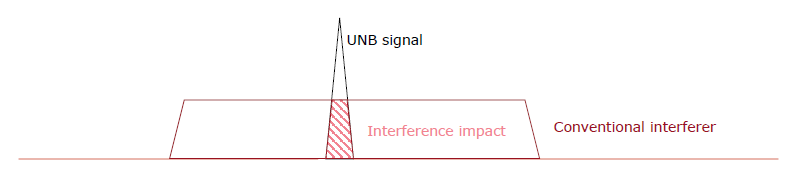 UNB signal
Interference impact
Conventional interferer